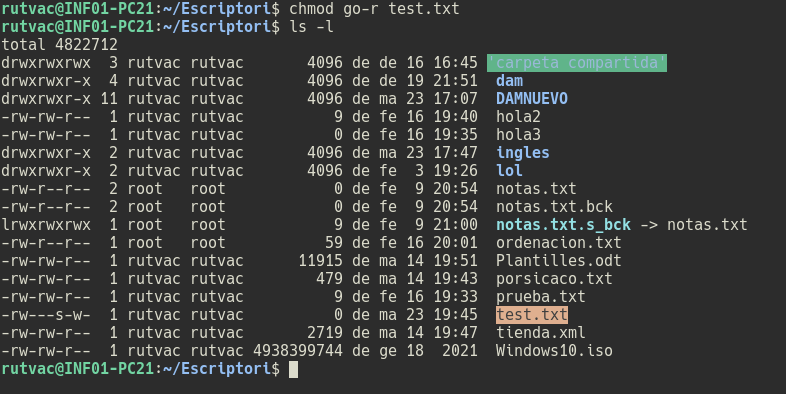 rutvac@INF01-PC21:~/Escriptori$ chmod go-r test.txt
rutvac@INF01-PC21:~/Escriptori$ ls -l
total 4822712
drwxrwxrwx  3 rutvac rutvac       4096 de de 16 16:45 'carpeta compartida'
drwxrwxr-x  4 rutvac rutvac       4096 de de 19 21:51  dam
drwxrwxr-x 11 rutvac rutvac       4096 de ma 23 17:07  DAMNUEVO
-rw-rw-r--  1 rutvac rutvac          9 de fe 16 19:40  hola2
-rw-rw-r--  1 rutvac rutvac          0 de fe 16 19:35  hola3
drwxrwxr-x  2 rutvac rutvac       4096 de ma 23 17:47  ingles
drwxrwxr-x  2 rutvac rutvac       4096 de fe  3 19:26  lol
-rw-r--r--  2 root   root            0 de fe  9 20:54  notas.txt
-rw-r--r--  2 root   root            0 de fe  9 20:54  notas.txt.bck
lrwxrwxrwx  1 root   root            9 de fe  9 21:00  notas.txt.s_bck -> notas.txt
-rw-r--r--  1 root   root           59 de fe 16 20:01  ordenacion.txt
-rw-rw-r--  1 rutvac rutvac      11915 de ma 14 19:51  Plantilles.odt
-rw-rw-r--  1 rutvac rutvac        479 de ma 14 19:43  porsicaco.txt
-rw-rw-r--  1 rutvac rutvac          9 de fe 16 19:33  prueba.txt
-rw---s-w-  1 rutvac rutvac          0 de ma 23 19:45  test.txt
-rw-rw-r--  1 rutvac rutvac       2719 de ma 14 19:47  tienda.xml
-rw-rw-r--  1 rutvac rutvac 4938399744 de ge 18  2021  Windows10.iso
rutvac@INF01-PC21:~/Escriptori$